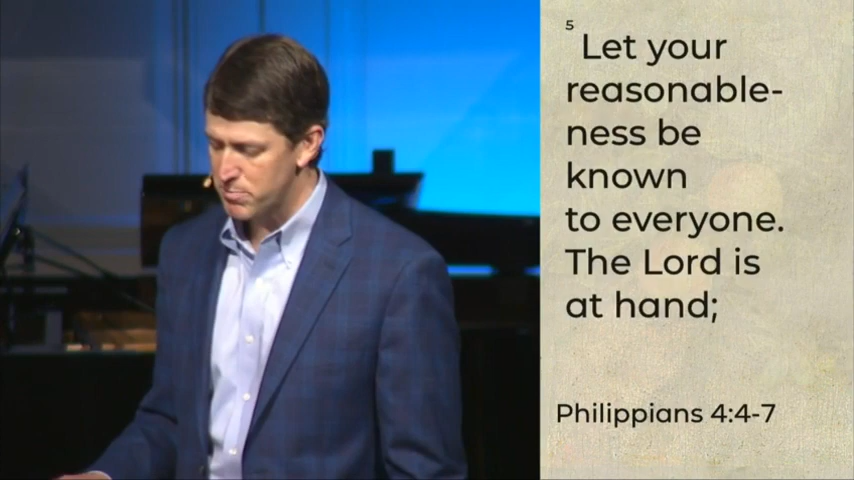 5
Let your
reasonable-
ness be
known
to everyone.
The Lord is
at hand;
Philippians 4:4-7